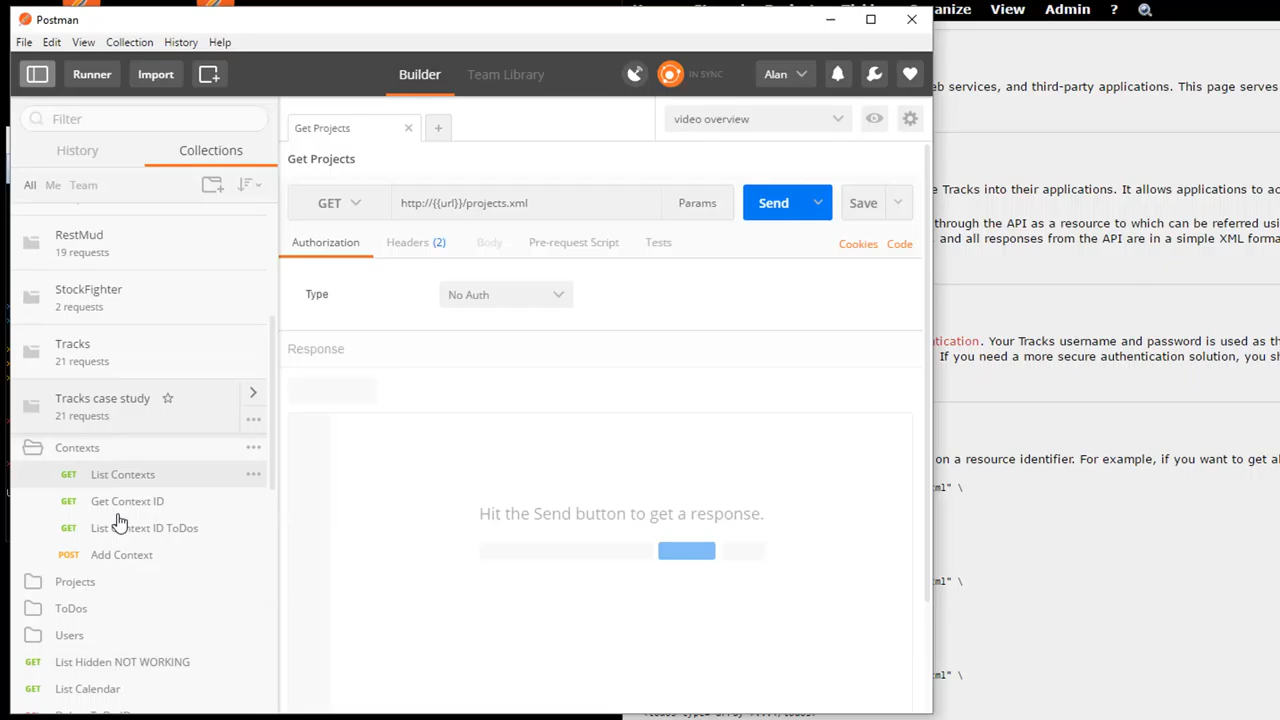 Postman
File Edit View Collection History Help
Runner Import Builder Team Library IN SYNC Alan
Filter
History Collections
All Me Team
RestMud
19 requests
StockFighter
2 requests
Tracks
21 requests
Tracks case study
21 requests
Contexts
GET List Contexts
GET Get Context ID
GET List Context ID ToDos
POST Add Context
Projects
ToDos
Users
GET List Hidden NOT WORKING
GET List Calendar
Get Projects
video overview
Get Projects
GET http://{{url}}/projects.xml Params Send Save
Authorization Headers (2) Body Pre-request Script Tests Cookies Code
Type No Auth
Response
Hit the Send button to get a response.
View Admin ?
web services, and third-party applications. This page serves
Tracks into their applications. It allows applications to
through the API as a resource to which can be referred
and all responses from the API are in a simple XML
. Your Tracks username and password is used as
If you need a more secure authentication solution, you
on a resource identifier. For example, if you want to get
ml" \
ml" \
ml" \
ml" \